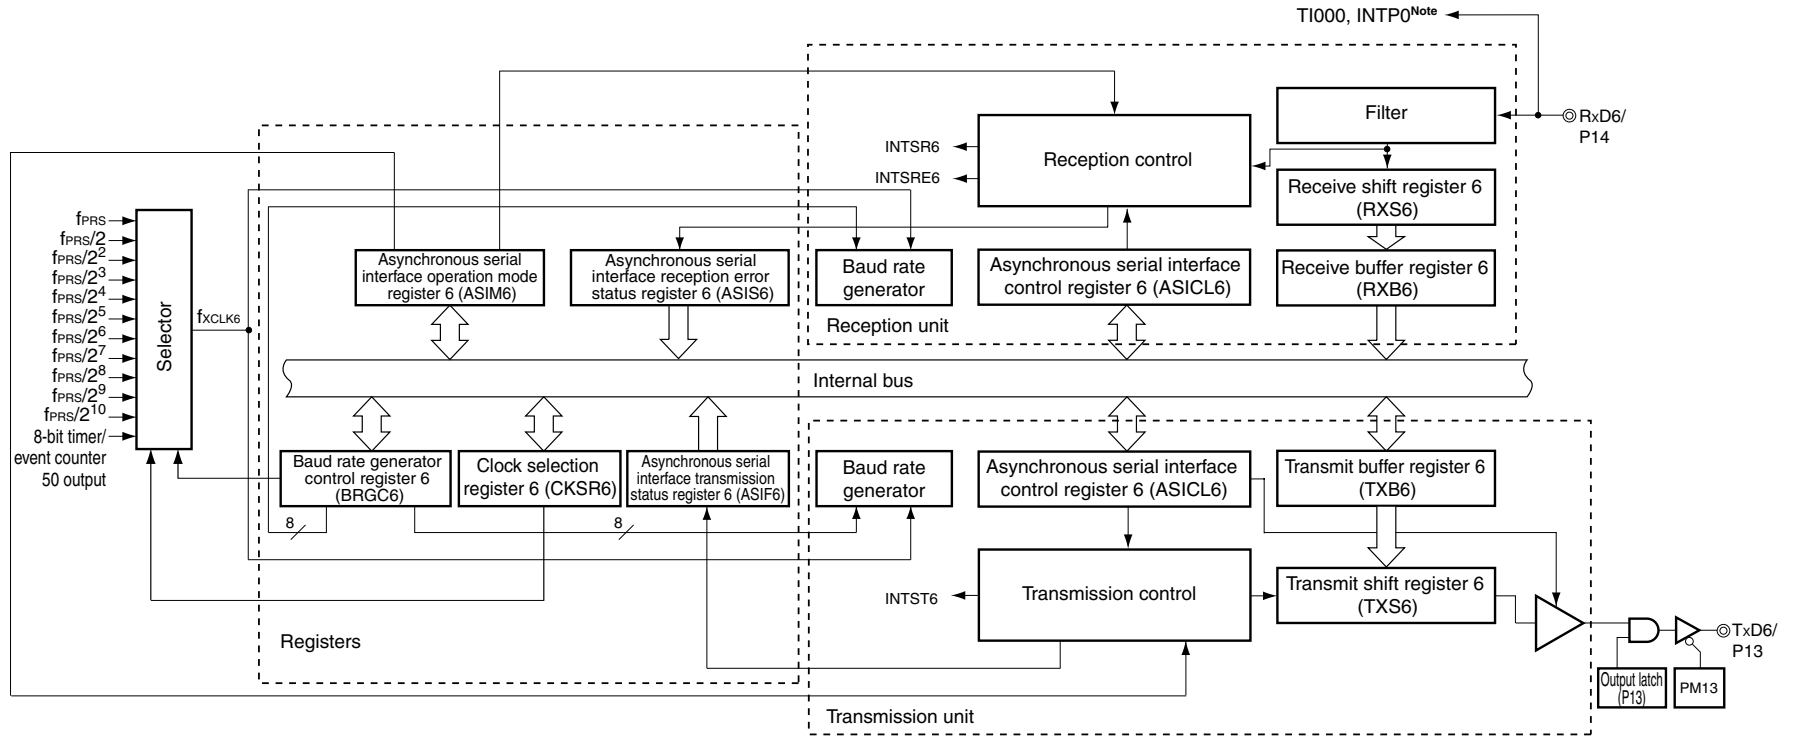 TI000, INTP0Note
Filter
RxD6/
P14
INTSR6
INTSRE6
Reception control
Receive shift register 6
(RXS6)
fPRS
fPRS/2
fPRS/2²
fPRS/2³
fPRS/2⁴
fPRS/2⁵
fPRS/2⁶
fPRS/2⁷
fPRS/2⁸
fPRS/2⁹
fPRS/2¹⁰
8-bit timer/
event counter
50 output
Selector
fXCLK6
Asynchronous serial
interface operation mode
register 6 (ASIM6)
Asynchronous serial
interface reception error
status register 6 (ASIS6)
Baud rate
generator
Asynchronous serial interface
control register 6 (ASICL6)
Receive buffer register 6
(RXB6)
Reception unit
Internal bus
Baud rate generator
control register 6
(BRGC6)
Clock selection
register 6 (CKSR6)
Asynchronous serial
interface transmission
status register 6 (ASIF6)
Baud rate
generator
Asynchronous serial interface
control register 6 (ASICL6)
Transmit buffer register 6
(TXB6)
8
8
INTST6
Transmission control
Transmit shift register 6
(TXS6)
Registers
TxD6/
P13
Output latch
(P13)
PM13
Transmission unit